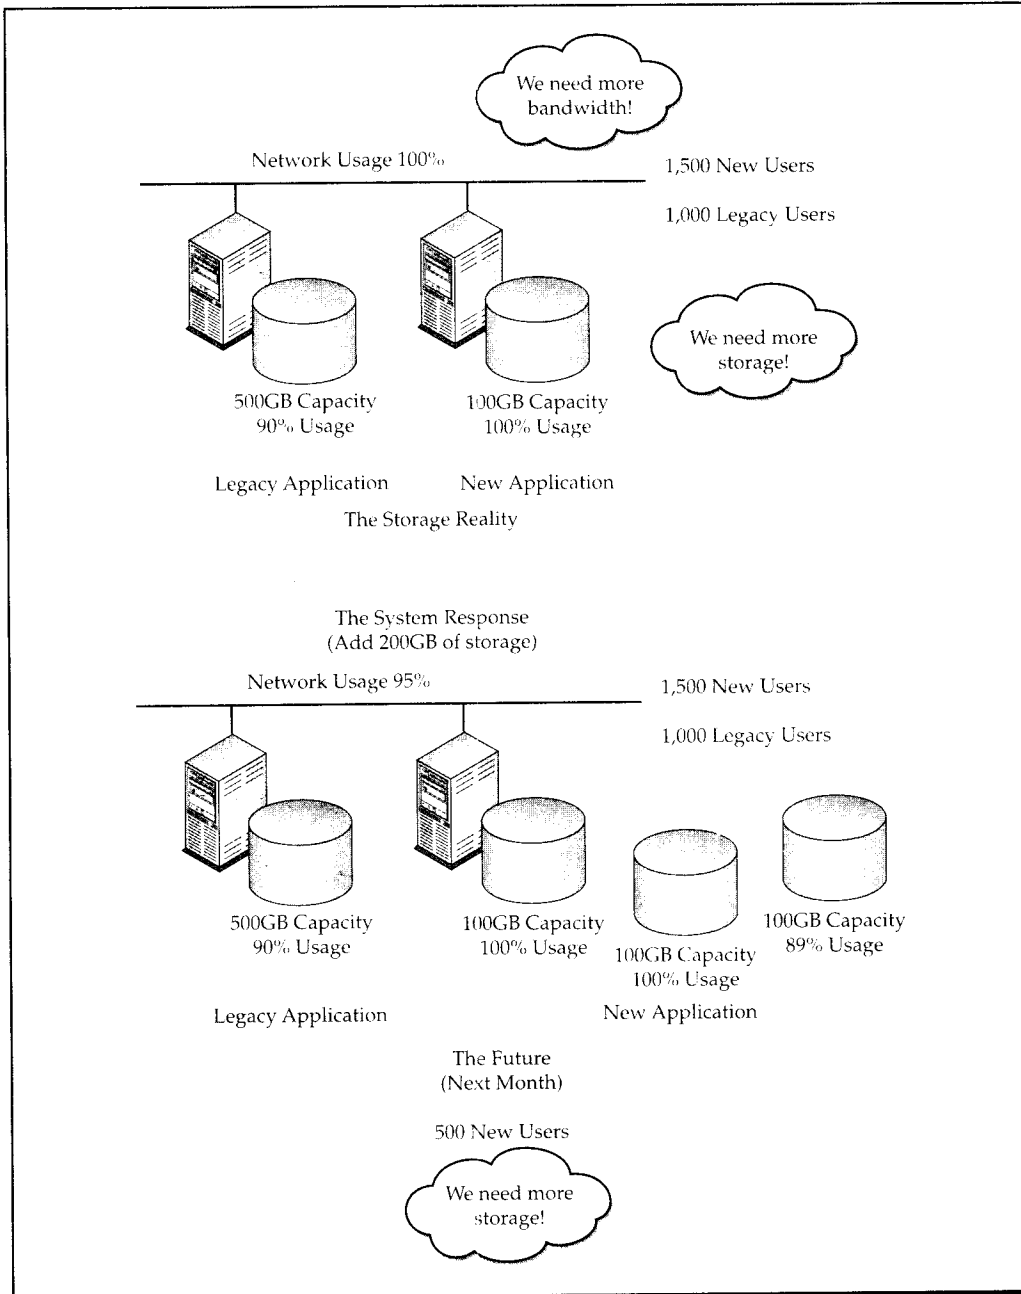 We need more
bandwidth!
Network Usage 100%
1,500 New Users
1,000 Legacy Users
We need more
storage!
500GB Capacity
90% Usage
100GB Capacity
100% Usage
Legacy Application
New Application
The Storage Reality
The System Response
(Add 200GB of storage)
Network Usage 95%
1,500 New Users
1,000 Legacy Users
500GB Capacity
90% Usage
100GB Capacity
100% Usage
100GB Capacity
100% Usage
100GB Capacity
89% Usage
Legacy Application
New Application
The Future
(Next Month)
500 New Users
We need more
storage!